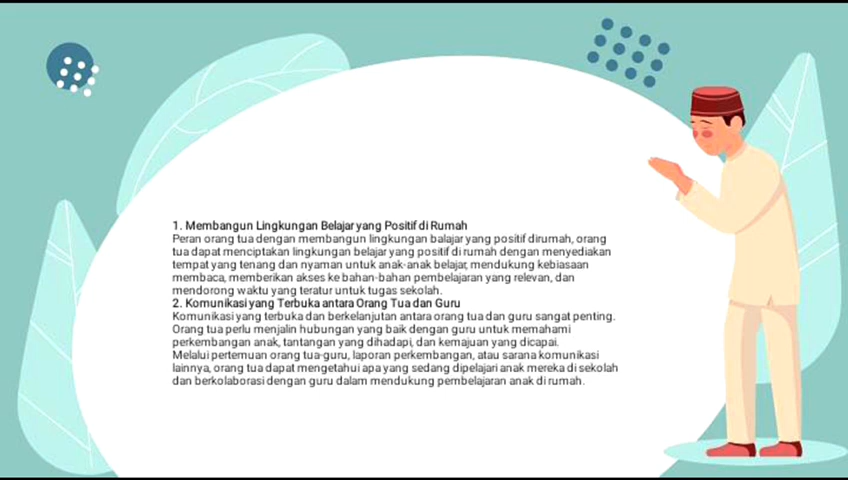 1. Membangun Lingkungan Belajar yang Positif di Rumah
Peran orang tua dengan membangun lingkungan balajar yang positif dirumah, orang
tua dapat menciptakan lingkungan belajar yang positif di rumah dengan menyediakan
tempat yang tenang dan nyaman untuk anak-anak belajar, mendukung kebiasaan
membaca, memberikan akses ke bahan-bahan pembelajaran yang relevan, dan
mendorong waktu yang teratur untuk tugas sekolah.
2. Komunikasi yang Terbuka antara Orang Tua dan Guru
Komunikasi yang terbuka dan berkelanjutan antara orang tua dan guru sangat penting.
Orang tua perlu menjalin hubungan yang baik dengan guru untuk memahami
perkembangan anak, tantangan yang dihadapi, dan kemajuan yang dicapai.
Melalui pertemuan orang tua-guru, laporan perkembangan, atau sarana komunikasi
lainnya, orang tua dapat mengetahui apa yang sedang dipelajari anak mereka di sekolah
dan berkolaborasi dengan guru dalam mendukung pembelajaran anak di rumah.